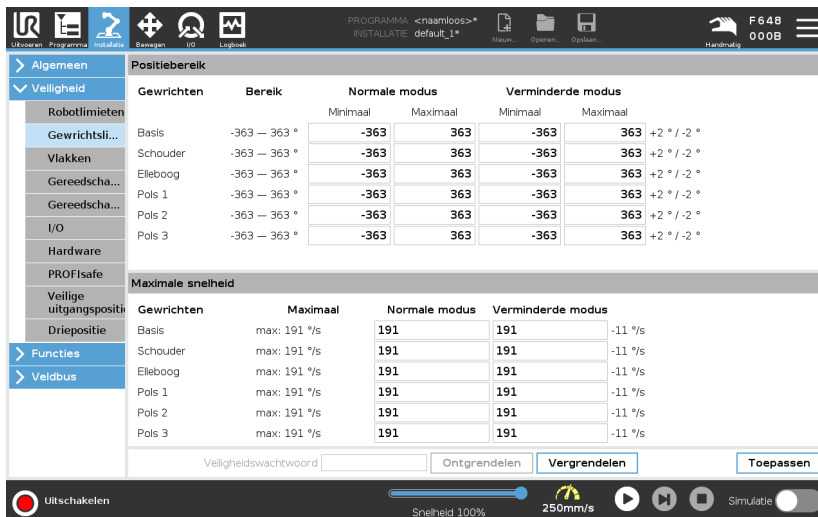 UR
PROGRAMMA <naamloos>*
INSTALLATIE default_1*
F648
000B
Uitvoeren Programma Installatie Bewegen I/O Logboek Nieuw... Openen... Opslaan... Handmatig
Algemeen
Veiligheid
Robotlimieten
Gewrichtsli...
Vlakken
Gereedscha...
Gereedscha...
I/O
Hardware
PROFIsafe
Veilige
uitgangspositi
Driepositie
Functies
Veldbus
Positiebereik
Gewrichten Bereik Normale modus Verminderde modus
Minimaal Maximaal Minimaal Maximaal
Basis -363 — 363 ° -363 363 -363 363 +2 ° / -2 °
Schouder -363 — 363 ° -363 363 -363 363 +2 ° / -2 °
Elleboog -363 — 363 ° -363 363 -363 363 +2 ° / -2 °
Pols 1 -363 — 363 ° -363 363 -363 363 +2 ° / -2 °
Pols 2 -363 — 363 ° -363 363 -363 363 +2 ° / -2 °
Pols 3 -363 — 363 ° -363 363 -363 363 +2 ° / -2 °
Maximale snelheid
Gewrichten Maximaal Normale modus Verminderde modus
Basis max: 191 °/s 191 191 -11 °/s
Schouder max: 191 °/s 191 191 -11 °/s
Elleboog max: 191 °/s 191 191 -11 °/s
Pols 1 max: 191 °/s 191 191 -11 °/s
Pols 2 max: 191 °/s 191 191 -11 °/s
Pols 3 max: 191 °/s 191 191 -11 °/s
Veiligheidswachtwoord Ontgrendelen Vergrendelen Toepassen
Uitschakelen Snelheid 100% 250mm/s Simulatie